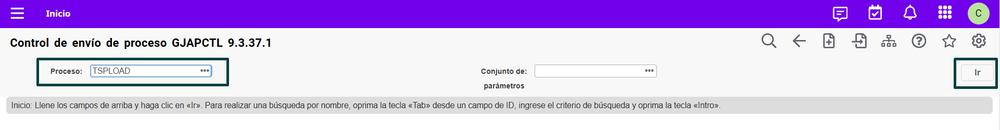 Inicio
C
Control de envío de proceso GJAPCTL 9.3.37.1
Proceso: TSPLOAD ••• Conjunto de: ••• Ir
parámetros
Inicio: Llene los campos de arriba y haga clic en «Ir». Para realizar una búsqueda por nombre, oprima la tecla «Tab» desde un campo de ID, ingrese el criterio de búsqueda y oprima la tecla «Intro».